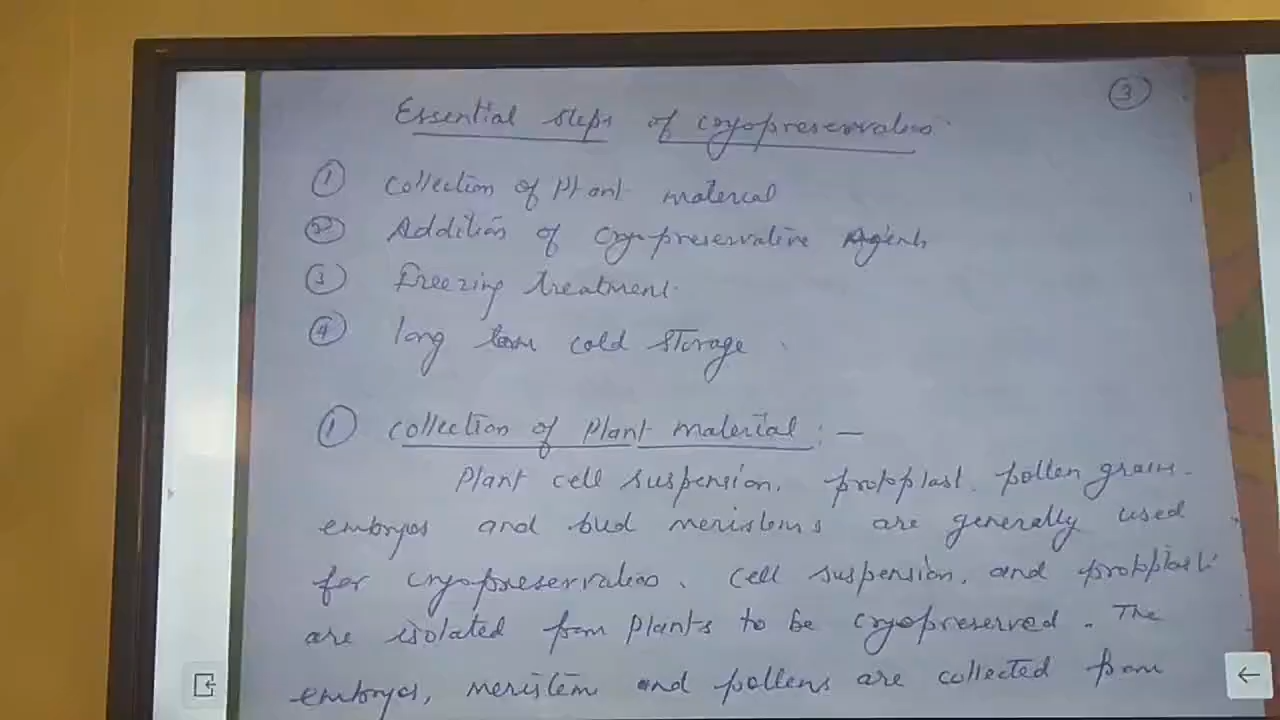 3
Essential steps of cryopreservation
1 Collection of Plant material
2 Addition of Cryopreservative Agents
3 Freezing treatment.
4 long term cold storage
1 collection of Plant material : —
Plant cell suspension, protoplast, pollen grains
embryos and bud meristems are generally used
for cryopreservation. Cell suspension, and protoplast
are isolated from plants to be cryopreserved. The
embryos, meristem and pollens are collected from